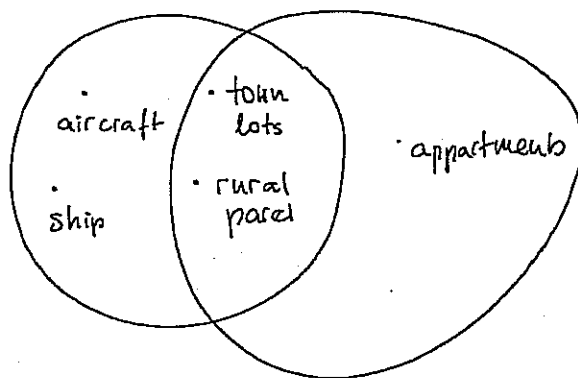 town
lots
aircraft
appartments
rural
parcel
ship